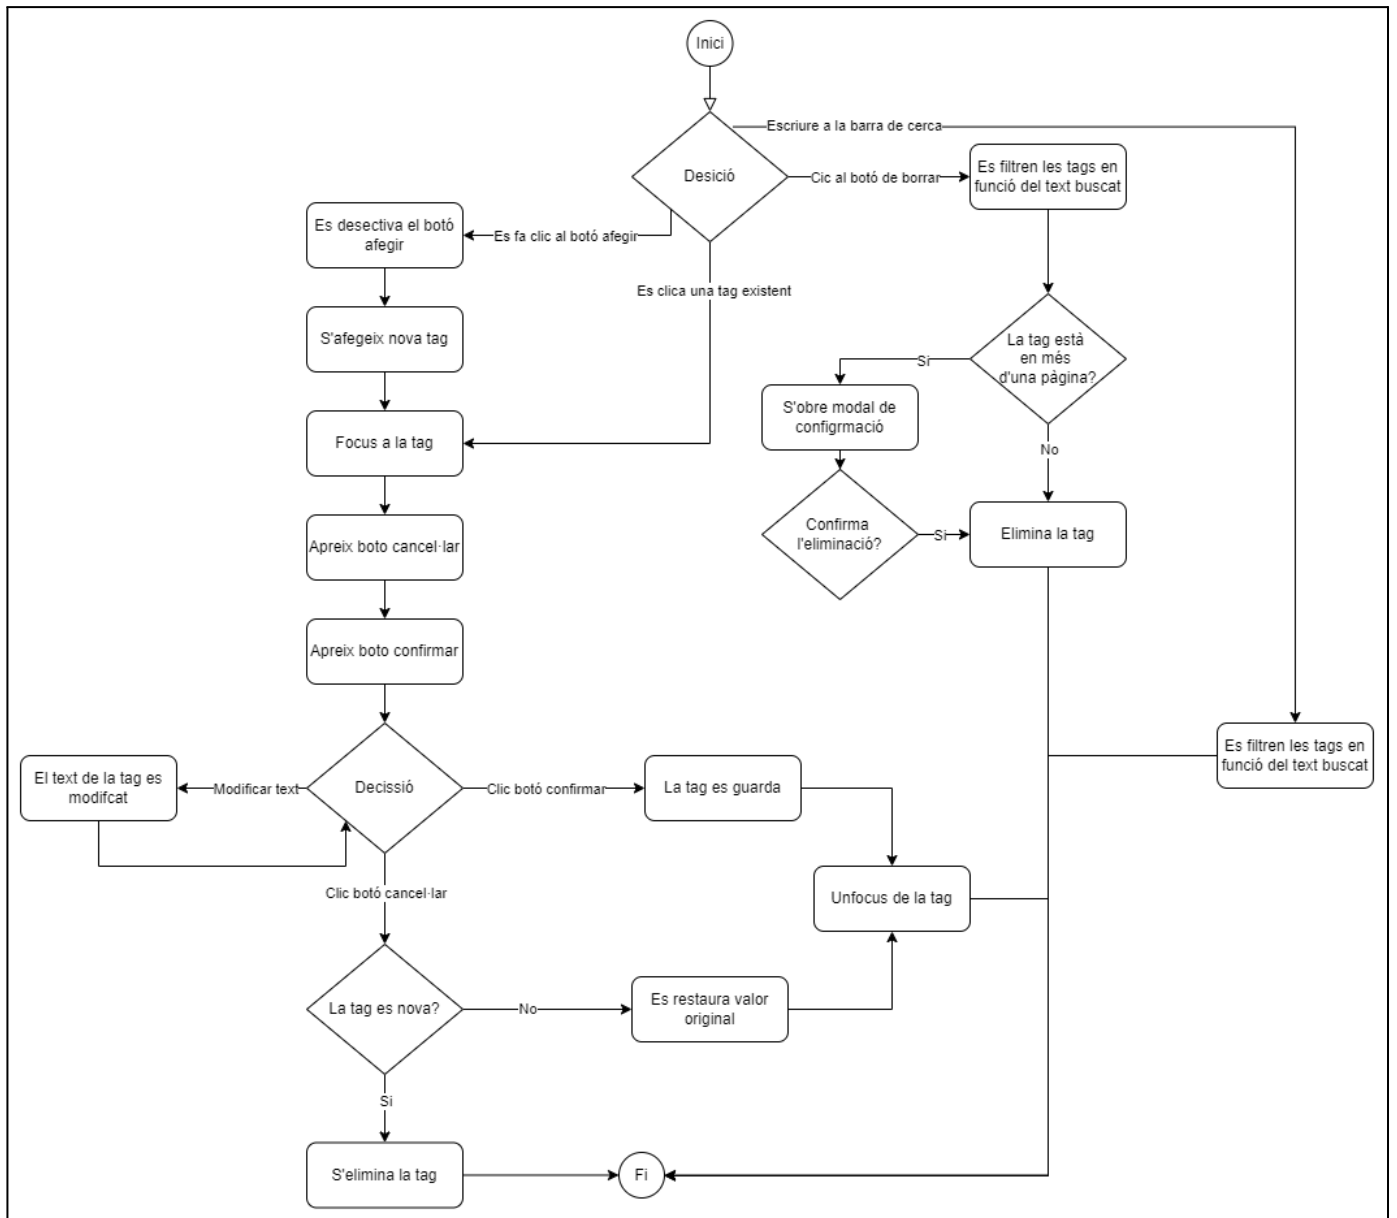 Inici
Escriure a la barra de cerca
Desició
Cic al botó de borrar
Es filtren les tags en
funció del text buscat
Es desectiva el botó
afegir
Es fa clic al botó afegir
Es clica una tag existent
S'afegeix nova tag
La tag està
en més
d'una pàgina?
Si
S'obre modal de
configrmació
Focus a la tag
No
Confirma
l'eliminació?
Si
Elimina la tag
Apreix boto cancel·lar
Apreix boto confirmar
Es filtren les tags en
funció del text buscat
El text de la tag es
modifcat
Modificar text
Decissió
Clic botó confirmar
La tag es guarda
Clic botó cancel·lar
Unfocus de la tag
La tag es nova?
No
Es restaura valor
original
Si
S'elimina la tag
Fi